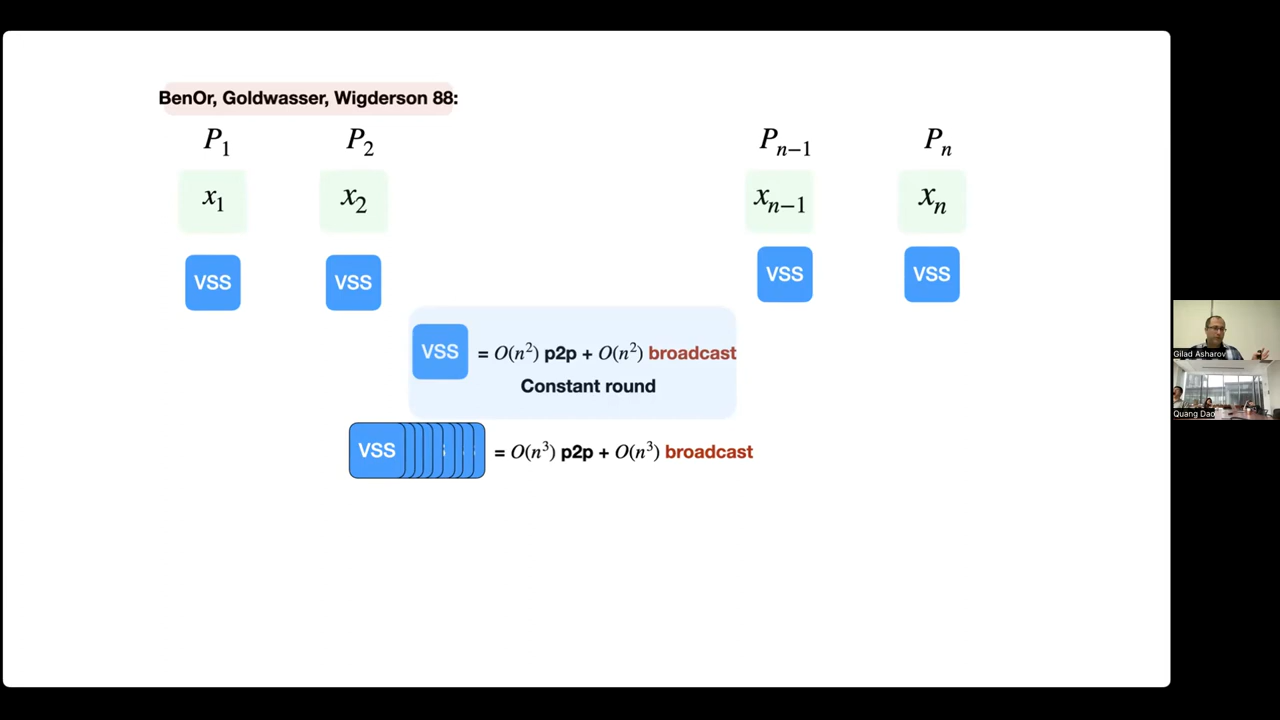 BenOr, Goldwasser, Wigderson 88:
P₁ P₂ Pₙ₋₁ Pₙ
x₁ x₂ xₙ₋₁ xₙ
VSS VSS VSS VSS
VSS = O(n²) p2p + O(n²) broadcast
Constant round
VSS = O(n³) p2p + O(n³) broadcast
Gilad Asharov
Quang Dao